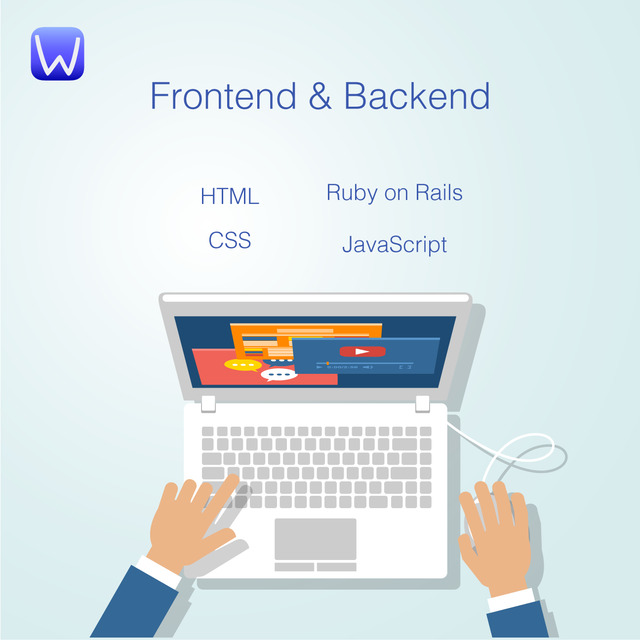 W
Frontend & Backend
HTML
Ruby on Rails
CSS
JavaScript